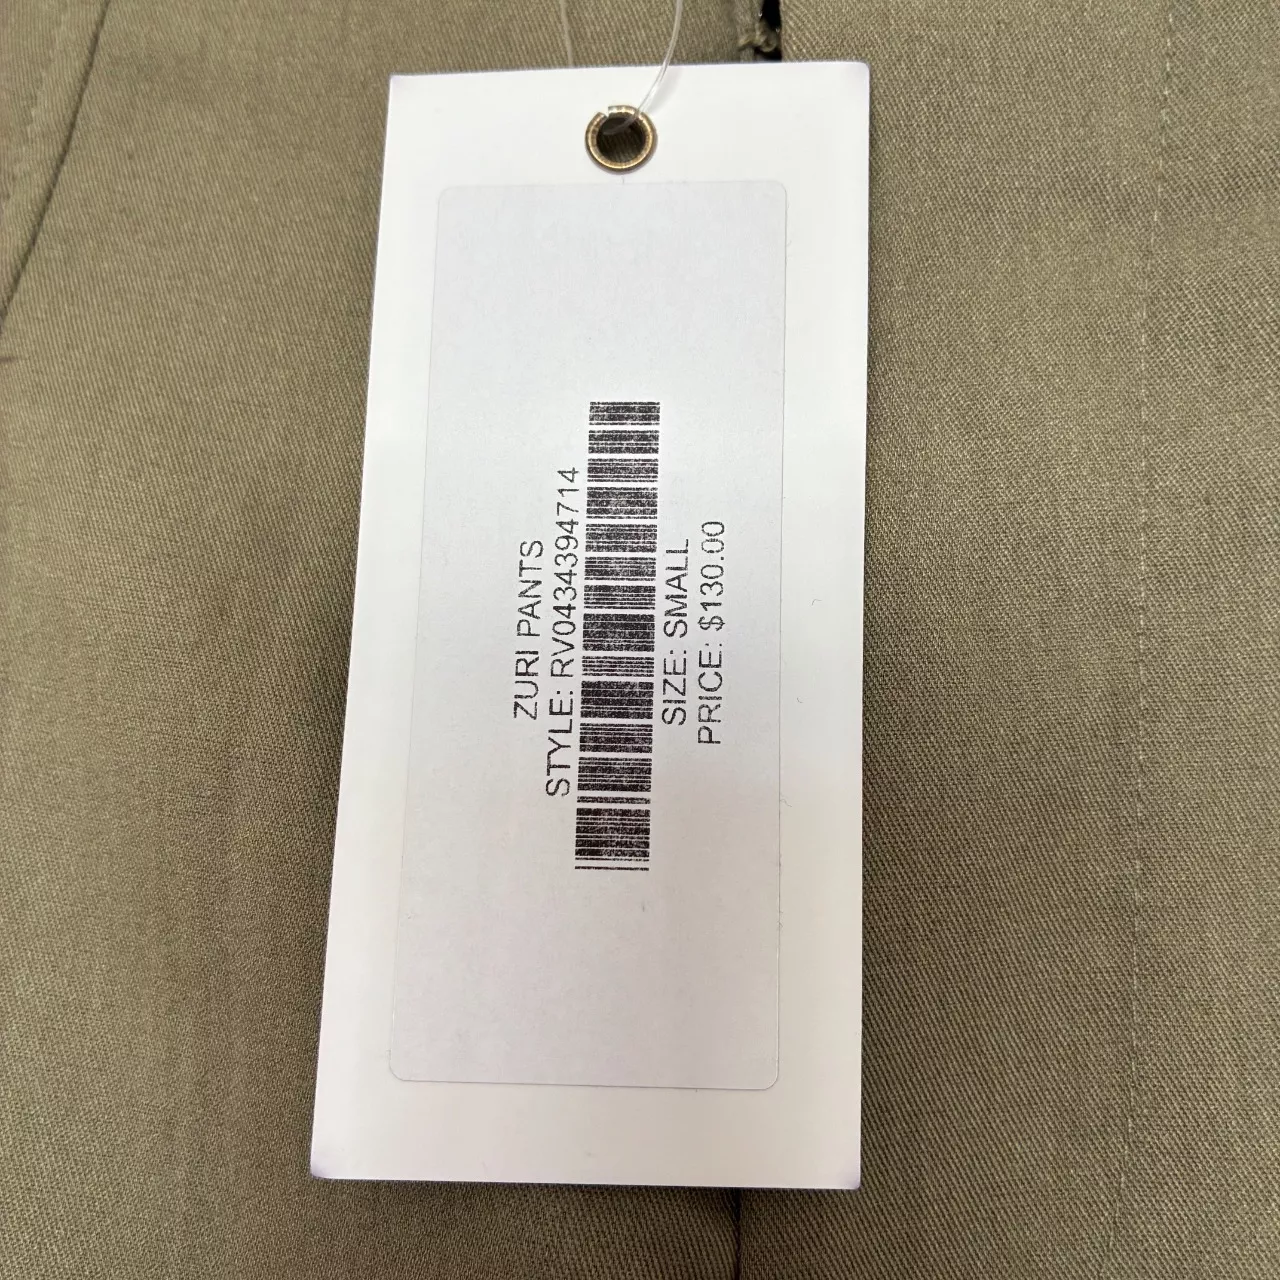 ZURI PANTS
STYLE: RV0434394714
SIZE: SMALL
PRICE: $130.00